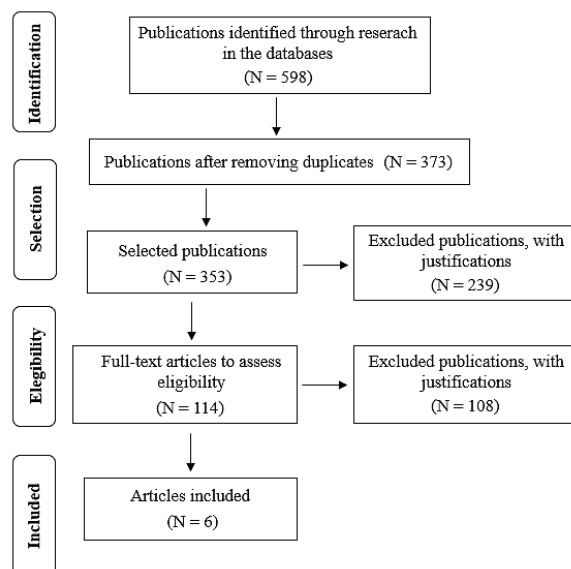 Identification
Publications identified through reserach
in the databases
(N = 598)
Publications after removing duplicates (N = 373)
Selection
Selected publications
(N = 353)
Excluded publications, with
justifications
(N = 239)
Elegibility
Full-text articles to assess
eligibility
(N = 114)
Excluded publications, with
justifications
(N = 108)
Included
Articles included
(N = 6)